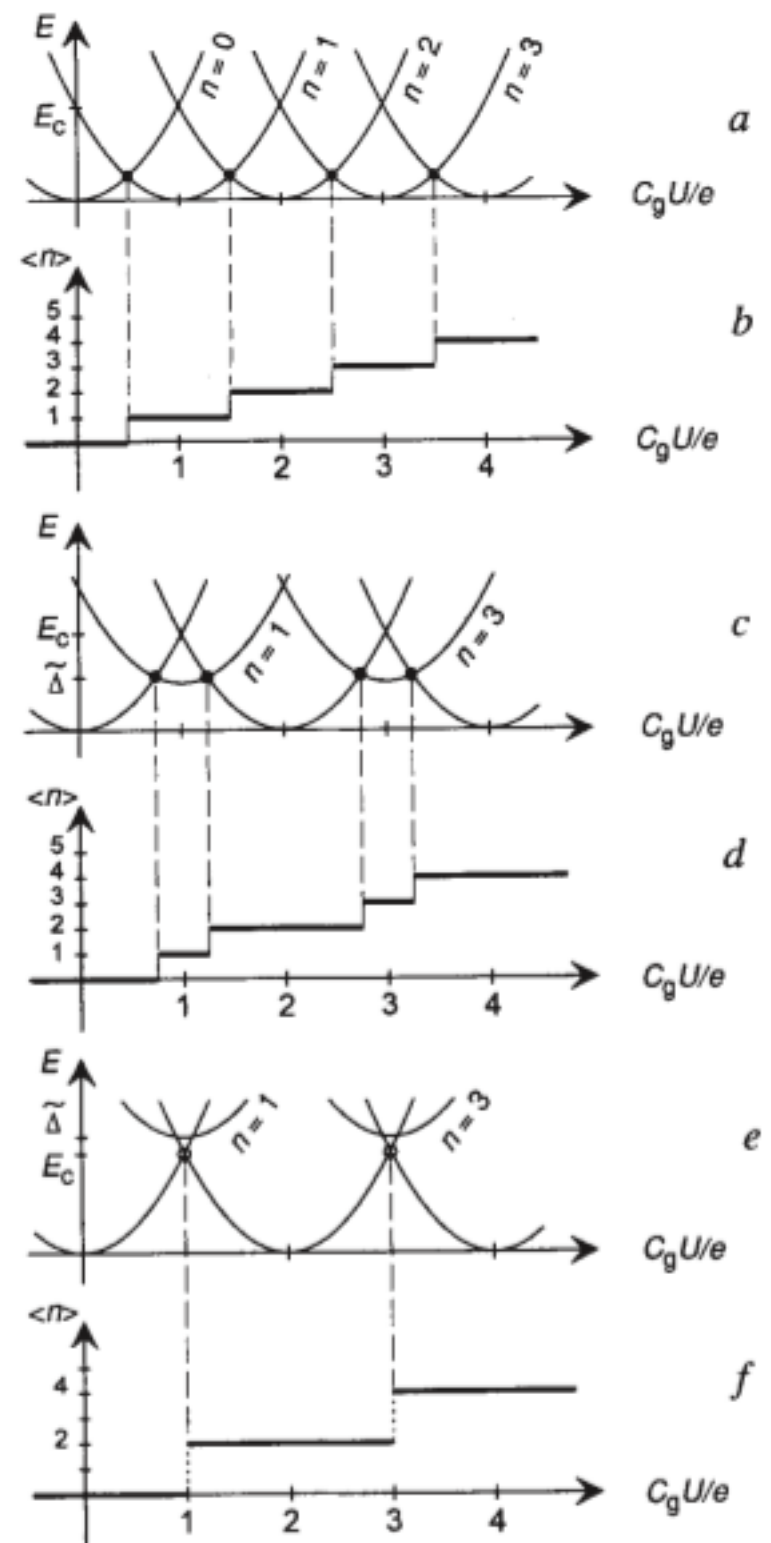 E
n = 0
n = 1
n = 2
n = 3
a
E_c
C_gU/e
<n>
5
4
3
2
1
b
1 2 3 4
C_gU/e
E
c
E_c
n = 1
n = 3
Δ̃
C_gU/e
<n>
5
4
3
2
1
d
1 2 3 4
C_gU/e
E
Δ̃
n = 1
n = 3
e
E_c
C_gU/e
<n>
4
2
f
1 2 3 4
C_gU/e